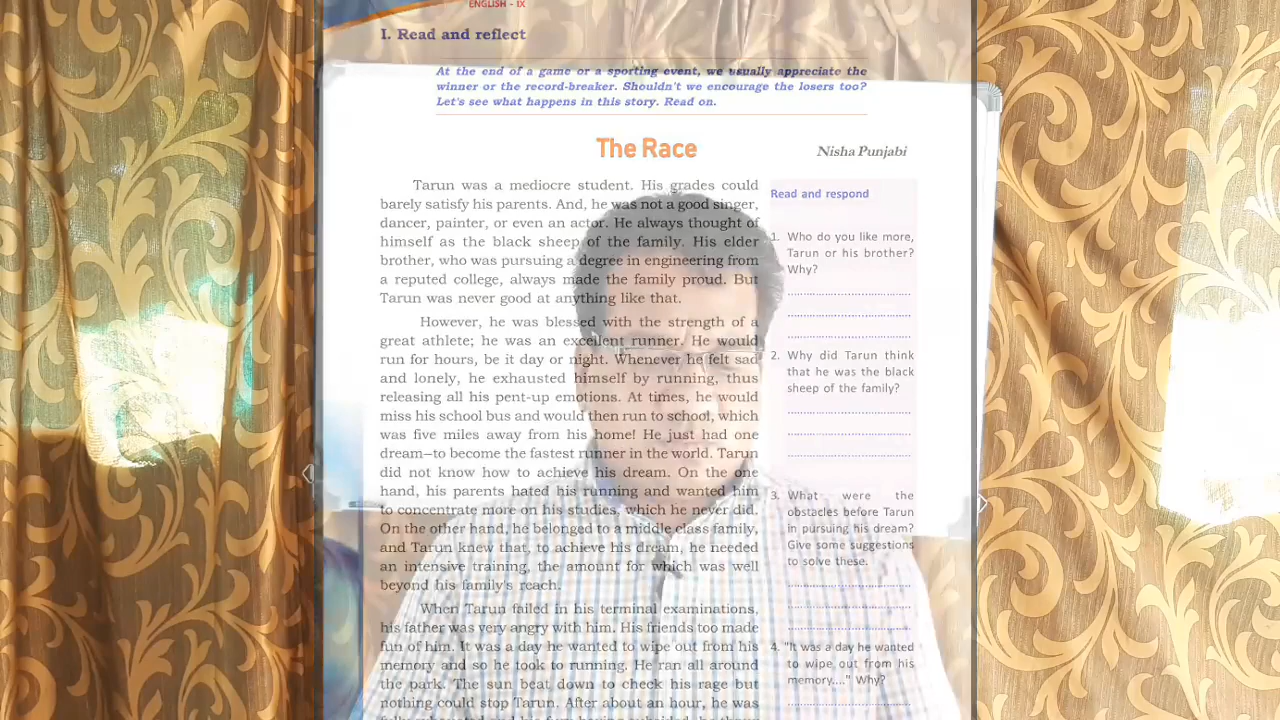 ENGLISH - IX
I. Read and reflect
At the end of a game or a sporting event, we usually appreciate the
winner or the record-breaker. Shouldn't we encourage the losers too?
Let's see what happens in this story. Read on.
The Race
Nisha Punjabi
Tarun was a mediocre student. His grades could
barely satisfy his parents. And, he was not a good singer,
dancer, painter, or even an actor. He always thought of
himself as the black sheep of the family. His elder
brother, who was pursuing a degree in engineering from
a reputed college, always made the family proud. But
Tarun was never good at anything like that.
However, he was blessed with the strength of a
great athlete; he was an excellent runner. He would
run for hours, be it day or night. Whenever he felt sad
and lonely, he exhausted himself by running, thus
releasing all his pent-up emotions. At times, he would
miss his school bus and would then run to school, which
was five miles away from his home! He just had one
dream—to become the fastest runner in the world. Tarun
did not know how to achieve his dream. On the one
hand, his parents hated his running and wanted him
to concentrate more on his studies, which he never did.
On the other hand, he belonged to a middle class family,
and Tarun knew that, to achieve his dream, he needed
an intensive training, the amount for which was well
beyond his family's reach.
When Tarun failed in his terminal examinations,
his father was very angry with him. His friends too made
fun of him. It was a day he wanted to wipe out from his
memory and so he took to running. He ran all around
the park. The sun beat down to check his rage but
nothing could stop Tarun. After about an hour, he was
Read and respond
1. Who do you like more,
Tarun or his brother?
Why?
2. Why did Tarun think
that he was the black
sheep of the family?
3. What were the
obstacles before Tarun
in pursuing his dream?
Give some suggestions
to solve these.
4. "It was a day he wanted
to wipe out from his
memory...." Why?